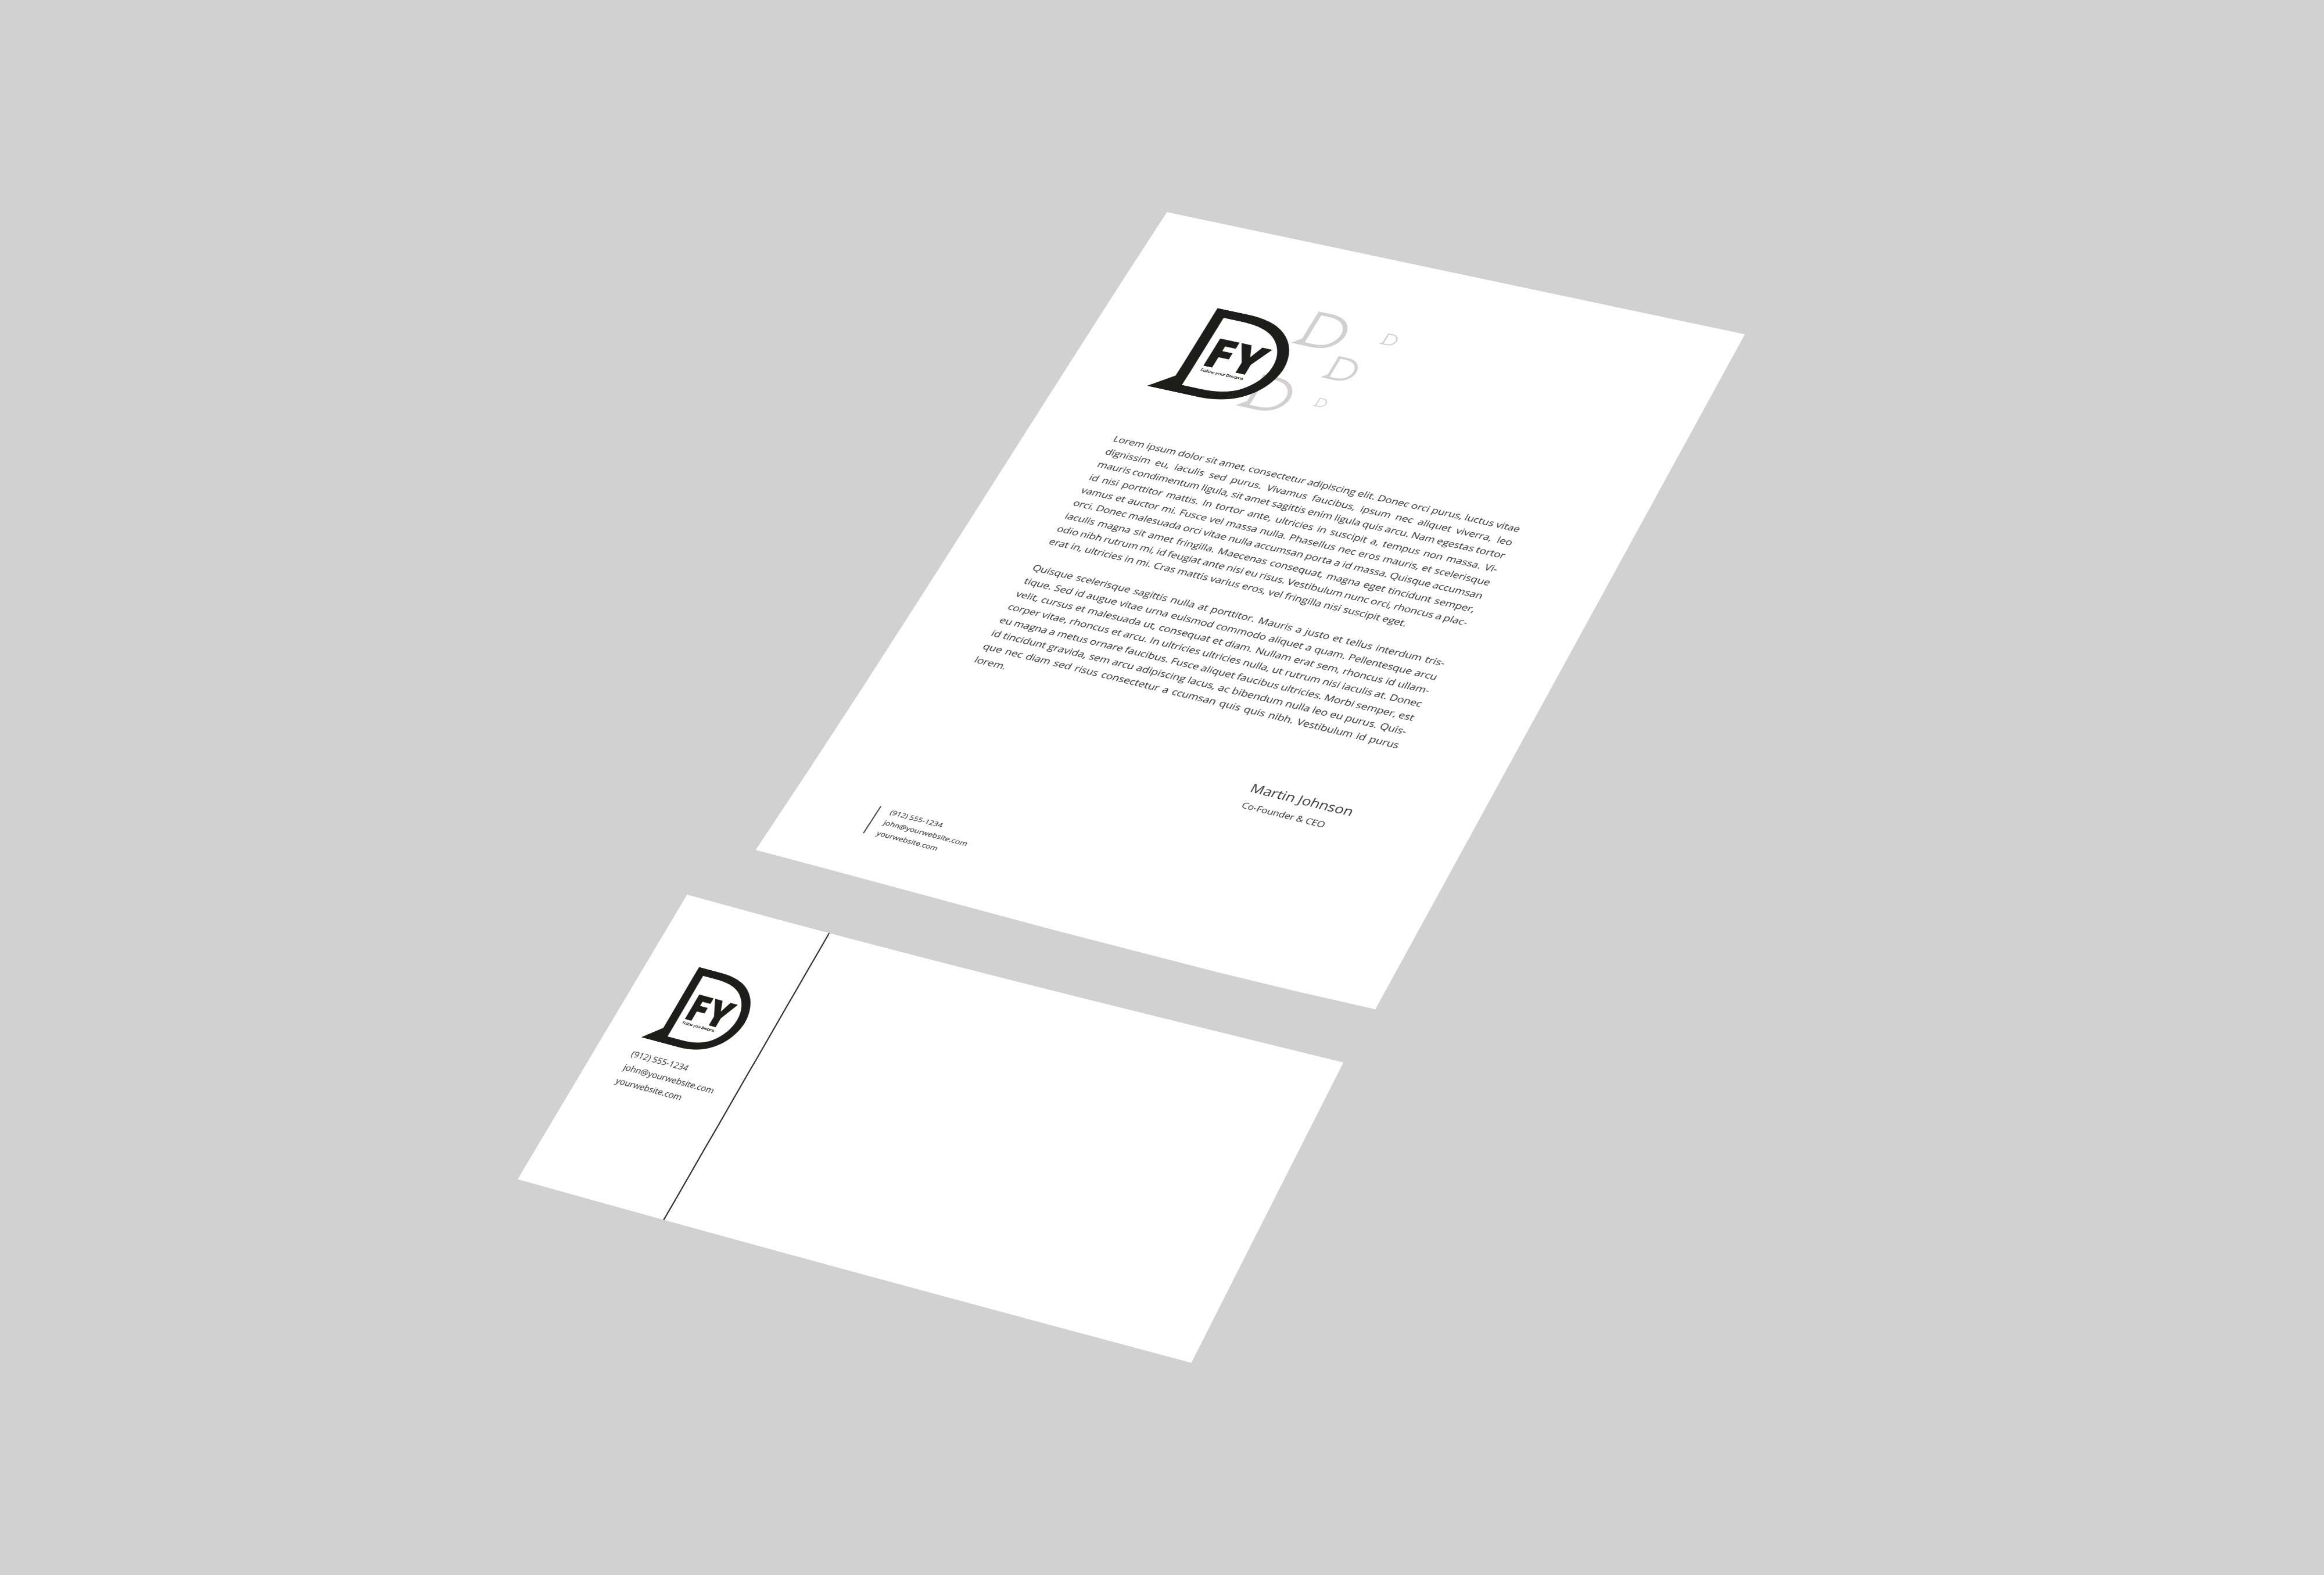 D
D
D
FY
D
Follow your Dreams
D
D
Lorem ipsum dolor sit amet, consectetur adipiscing elit. Donec orci purus, luctus vitae
dignissim eu, iaculis sed purus. Vivamus faucibus, ipsum nec aliquet viverra, leo
mauris condimentum ligula, sit amet sagittis enim ligula quis arcu. Nam egestas tortor
id nisi porttitor mattis. In tortor ante, ultricies in suscipit a, tempus non massa. Vi-
vamus et auctor mi. Fusce vel massa nulla. Phasellus nec eros mauris, et scelerisque
orci. Donec malesuada orci vitae nulla accumsan porta a id massa. Quisque accumsan
iaculis magna sit amet fringilla. Maecenas consequat, magna eget tincidunt semper,
odio nibh rutrum mi, id feugiat ante nisi eu risus. Vestibulum nunc orci, rhoncus a plac-
erat in, ultricies in mi. Cras mattis varius eros, vel fringilla nisi suscipit eget.
Quisque scelerisque sagittis nulla at porttitor. Mauris a justo et tellus interdum tris-
tique. Sed id augue vitae urna euismod commodo aliquet a quam. Pellentesque arcu
velit, cursus et malesuada ut, consequat et diam. Nullam erat sem, rhoncus id ullam-
corper vitae, rhoncus et arcu. In ultricies ultricies nulla, ut rutrum nisi iaculis at. Donec
eu magna a metus ornare faucibus. Fusce aliquet faucibus ultricies. Morbi semper, est
id tincidunt gravida, sem arcu adipiscing lacus, ac bibendum nulla leo eu purus. Quis-
que nec diam sed risus consectetur a ccumsan quis quis nibh. Vestibulum id purus
lorem.
Martin Johnson
Co-Founder & CEO
(912) 555-1234
john@yourwebsite.com
yourwebsite.com
D
FY
Follow your Dreams
(912) 555-1234
john@yourwebsite.com
yourwebsite.com